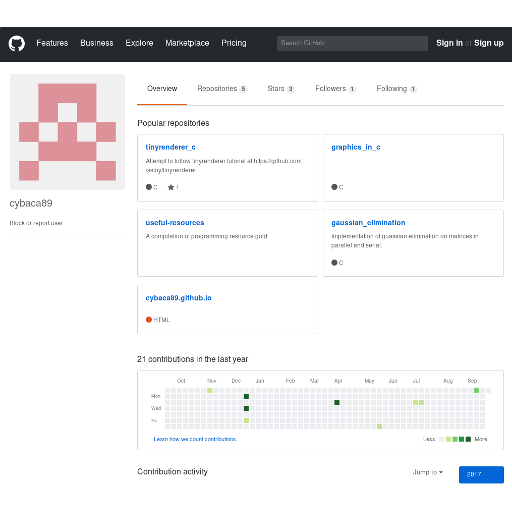 Features Business Explore Marketplace Pricing Search GitHub Sign in or Sign up
Overview Repositories 5 Stars 3 Followers 1 Following 1
cybaca89
Block or report user
Popular repositories
tinyrenderer_c
Attempt to follow tinyrenderer tutorial at https://github.com
/ssloy/tinyrenderer
C 1
graphics_in_c
C
useful-resources
A compilation of programming resource gold.
gaussian_elimination
Implementation of guassian elimination on matrices in
parallel and serial.
C
cybaca89.github.io
HTML
21 contributions in the last year
Oct Nov Dec Jan Feb Mar Apr May Jun Jul Aug Sep
Mon
Wed
Fri
Learn how we count contributions. Less More
Contribution activity Jump to 2017